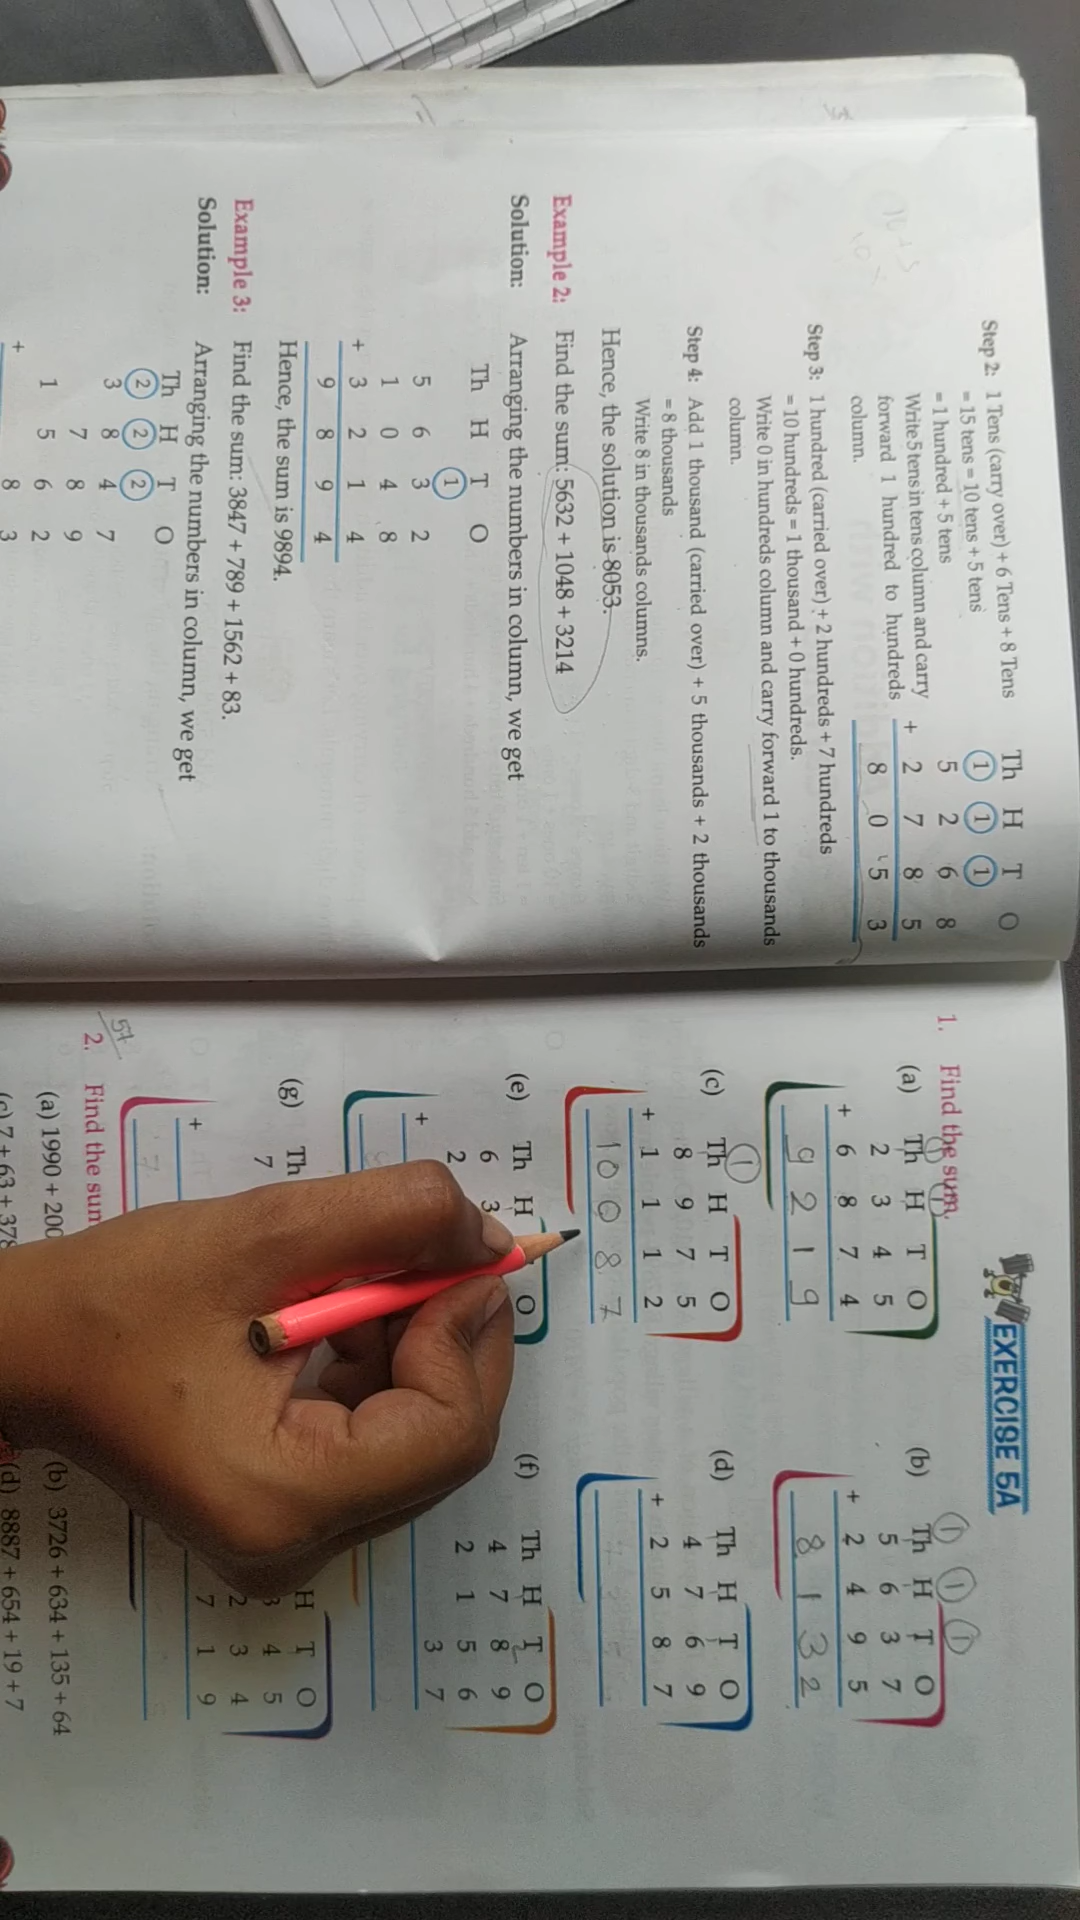 Step 2: 1 Tens (carry over) + 6 Tens + 8 Tens
= 15 tens = 10 tens + 5 tens
= 1 hundred + 5 tens
Write 5 tens in tens column and carry
forward 1 hundred to hundreds
column.
Th H T O
1 1 1
5 2 6 8
+ 2 7 8 5
8 0 5 3
Step 3: 1 hundred (carried over) + 2 hundreds + 7 hundreds
= 10 hundreds = 1 thousand + 0 hundreds.
Write 0 in hundreds column and carry forward 1 to thousands
column.
Step 4: Add 1 thousand (carried over) + 5 thousands + 2 thousands
= 8 thousands
Write 8 in thousands columns.
Hence, the solution is 8053.
Example 2: Find the sum: 5632 + 1048 + 3214
Solution: Arranging the numbers in column, we get
Th H T O
1
5 6 3 2
1 0 4 8
+ 3 2 1 4
9 8 9 4
Hence, the sum is 9894.
Example 3: Find the sum: 3847 + 789 + 1562 + 83.
Solution: Arranging the numbers in column, we get
Th H T O
2 2 2
3 8 4 7
7 8 9
1 5 6 2
+ 8 3
EXERCISE 5A
1. Find the sum.
(a) Th H T O
1 1
2 3 4 5
+ 6 8 7 4
9 2 1 9
(b) Th H T O
1 1 1
5 6 3 7
+ 2 4 9 5
8 1 3 2
(c) Th H T O
1
8 9 7 5
+ 1 1 1 2
1 0 0 8 7
(d) Th H T O
4 7 6 9
+ 2 5 8 7
(e) Th H O
6 3
2
+
(f) Th H T O
2
4 7 8 9
2 1 5 6
3 7
(g) Th
7
+
7
H T O
3 4 5
2 3 4
7 1 9
57
2. Find the sum
(a) 1990 + 200
(b) 3726 + 634 + 135 + 64
(c) 7 + 63 + 378
(d) 8887 + 654 + 19 + 7